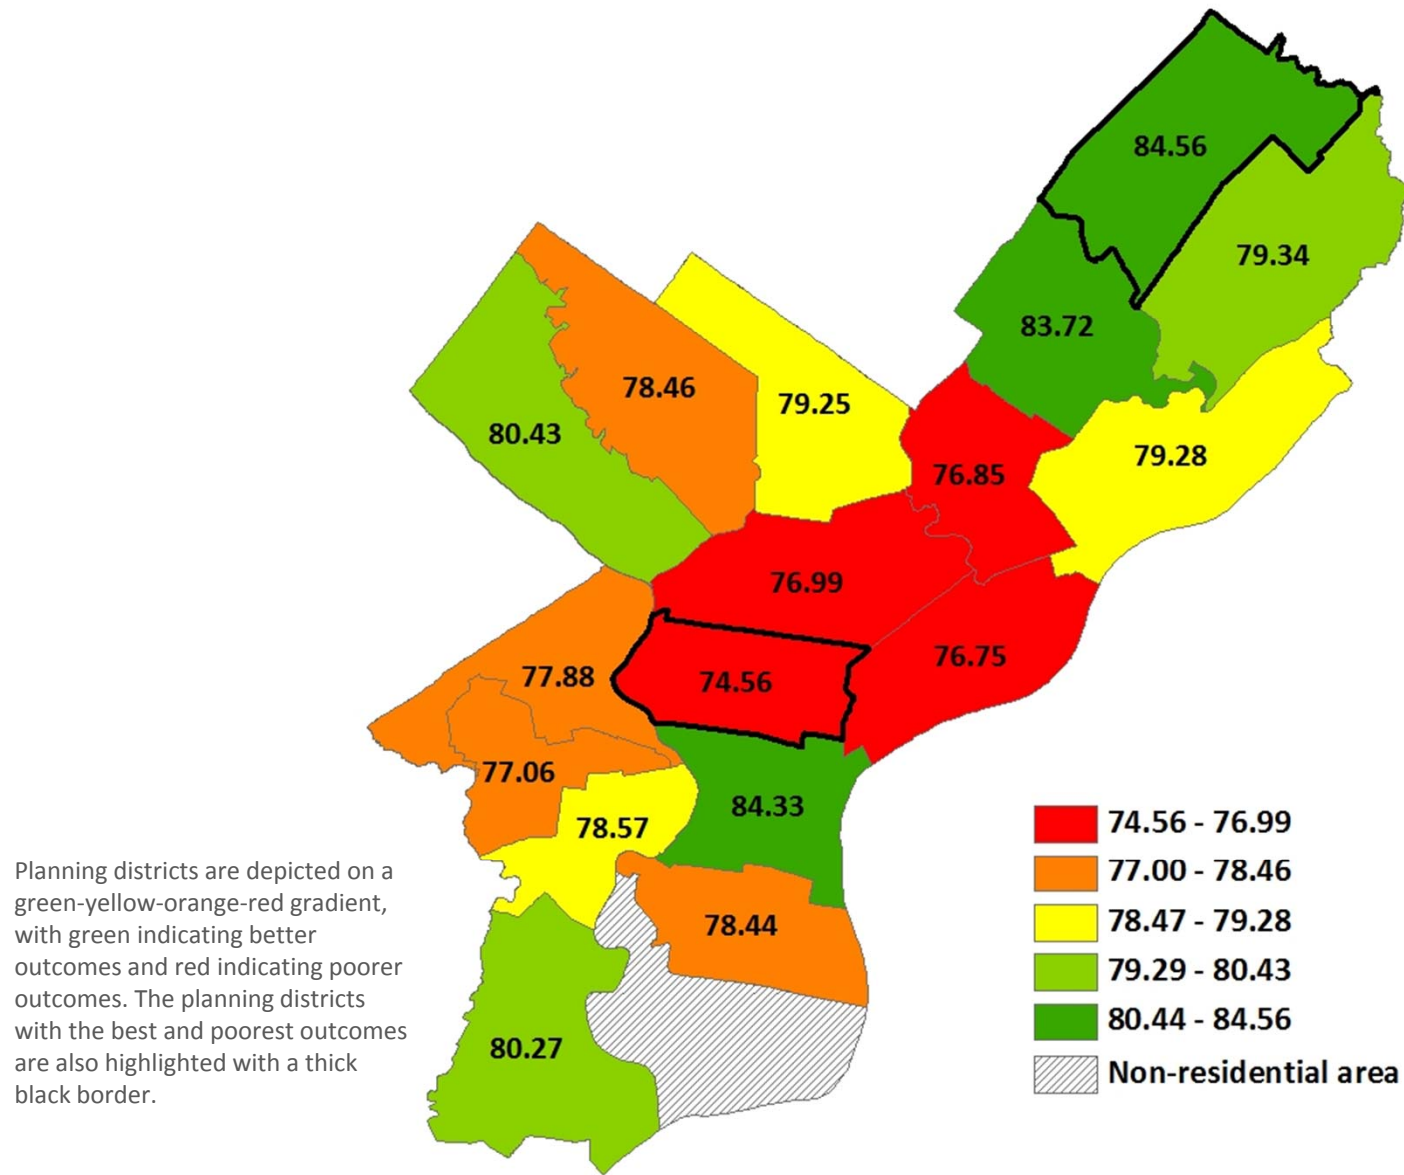 84.56
79.34
83.72
78.46
79.25
80.43
79.28
76.85
76.99
76.75
77.88
74.56
77.06
84.33
78.57
78.44
80.27
74.56 - 76.99
77.00 - 78.46
78.47 - 79.28
79.29 - 80.43
80.44 - 84.56
Non-residential area
Planning districts are depicted on a
green-yellow-orange-red gradient,
with green indicating better
outcomes and red indicating poorer
outcomes. The planning districts
with the best and poorest outcomes
are also highlighted with a thick
black border.